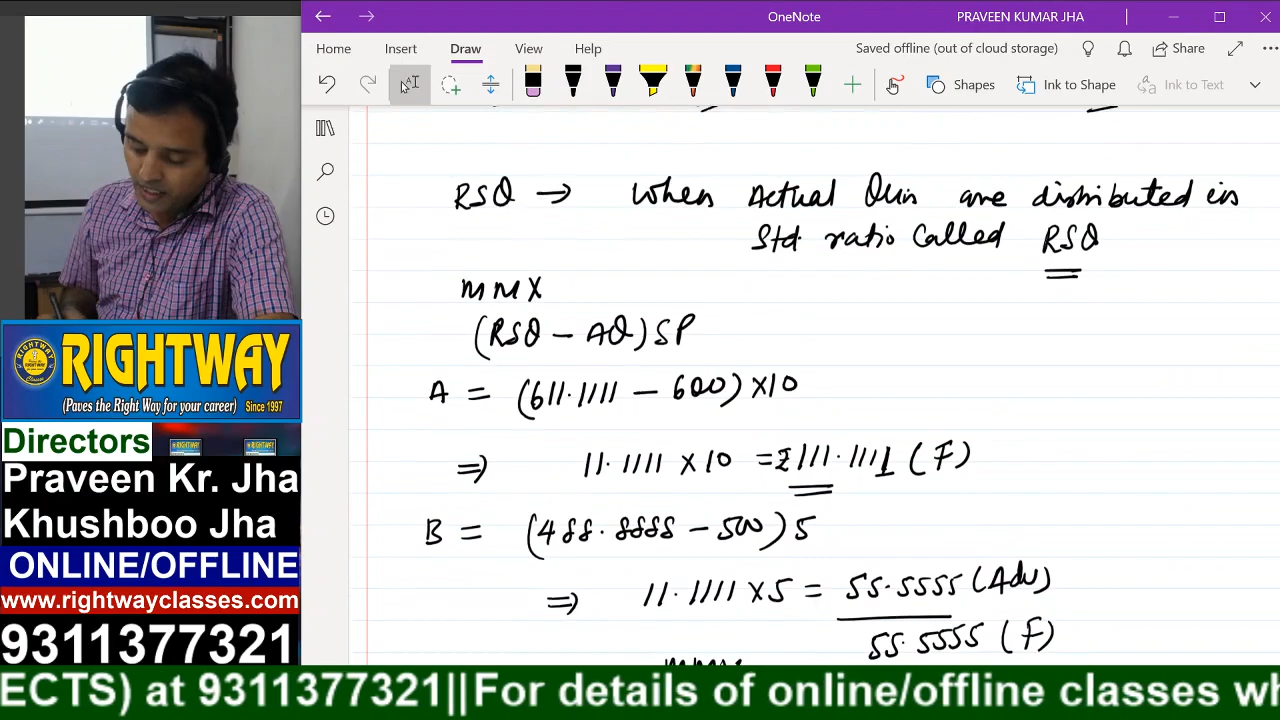 OneNote
PRAVEEN KUMAR JHA
Home Insert Draw View Help
Saved offline (out of cloud storage)
Share
Shapes
Ink to Shape
Ink to Text
RSQ → When Actual Qun are distributed in
Std. ratio Called RSQ
MMX
(RSQ - AQ) SP
A = (611.1111 - 600) ×10
⇒ 11.1111 ×10 = ₹111.1111 (F)
B = (488.8888 - 500) 5
⇒ 11.1111 ×5 = 55.5555 (Adv)
55.5555 (F)
RIGHTWAY
(Paves the Right Way for your career) Since 1997
Directors
Praveen Kr. Jha
Khushboo Jha
ONLINE/OFFLINE
www.rightwayclasses.com
9311377321
ECTS) at 9311377321||For details of online/offline classes wh